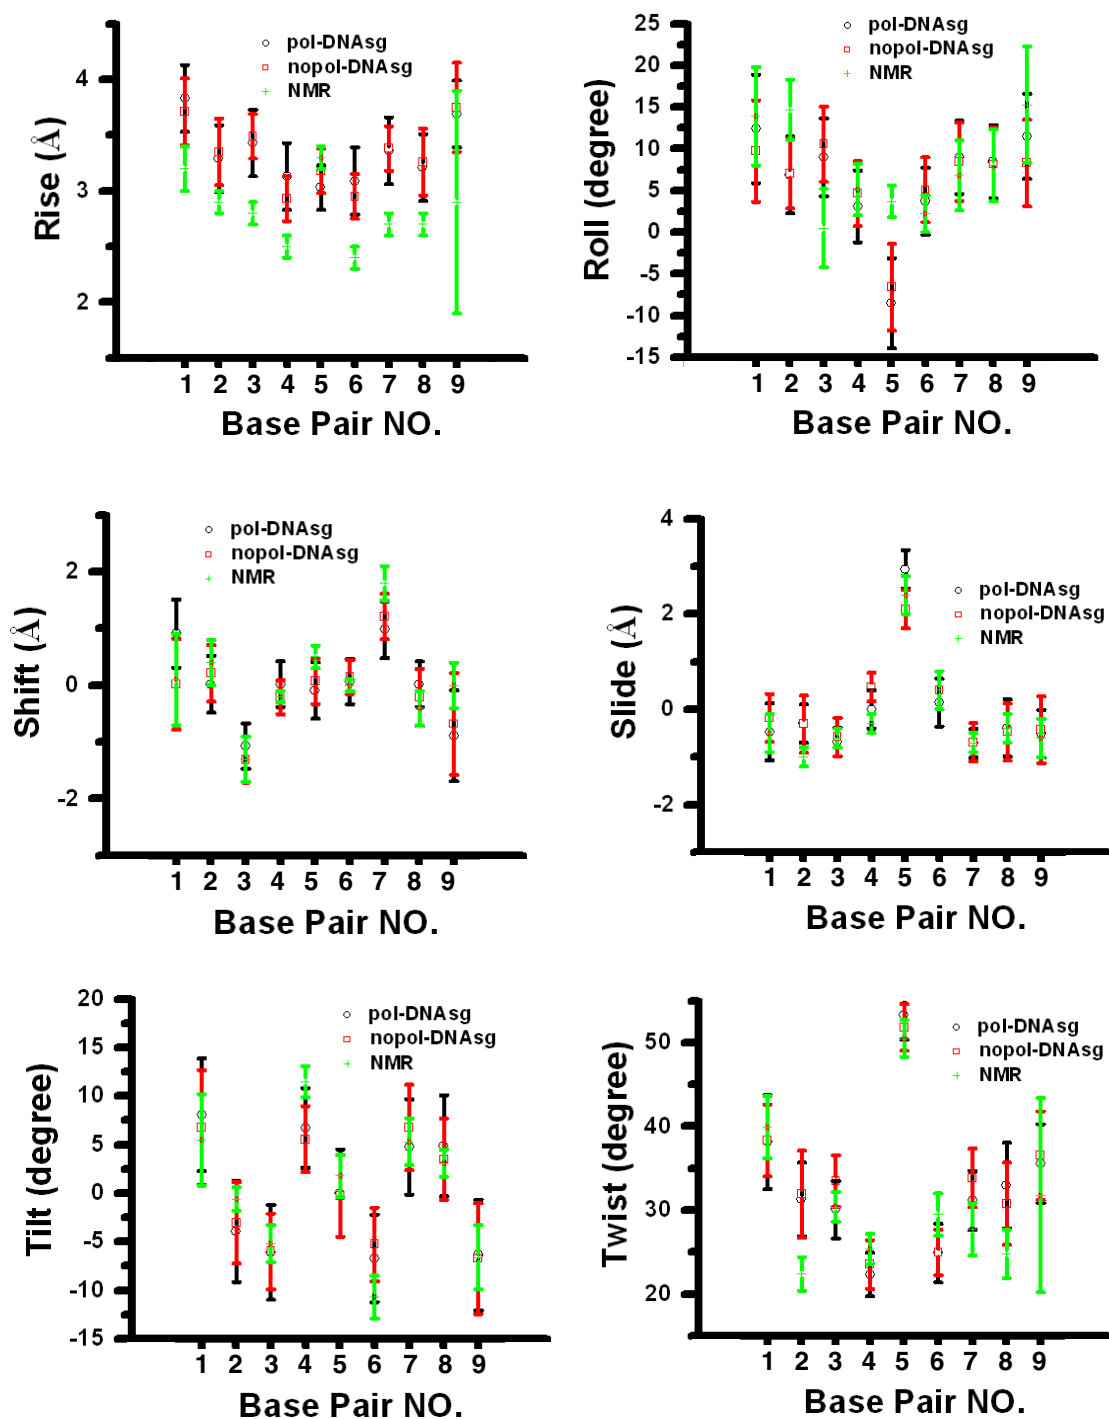 pol-DNAsg
nopol-DNAsg
NMR
4
3
2
Rise (Å)
1 2 3 4 5 6 7 8 9
Base Pair NO.
pol-DNAsg
nopol-DNAsg
NMR
25
20
15
10
5
0
-5
-10
-15
Roll (degree)
1 2 3 4 5 6 7 8 9
Base Pair NO.
pol-DNAsg
nopol-DNAsg
NMR
2
0
-2
Shift (Å)
1 2 3 4 5 6 7 8 9
Base Pair NO.
pol-DNAsg
nopol-DNAsg
NMR
4
2
0
-2
Slide (Å)
1 2 3 4 5 6 7 8 9
Base Pair NO.
pol-DNAsg
nopol-DNAsg
NMR
20
15
10
5
0
-5
-10
-15
Tilt (degree)
1 2 3 4 5 6 7 8 9
Base Pair NO.
pol-DNAsg
nopol-DNAsg
NMR
50
40
30
20
Twist (degree)
1 2 3 4 5 6 7 8 9
Base Pair NO.